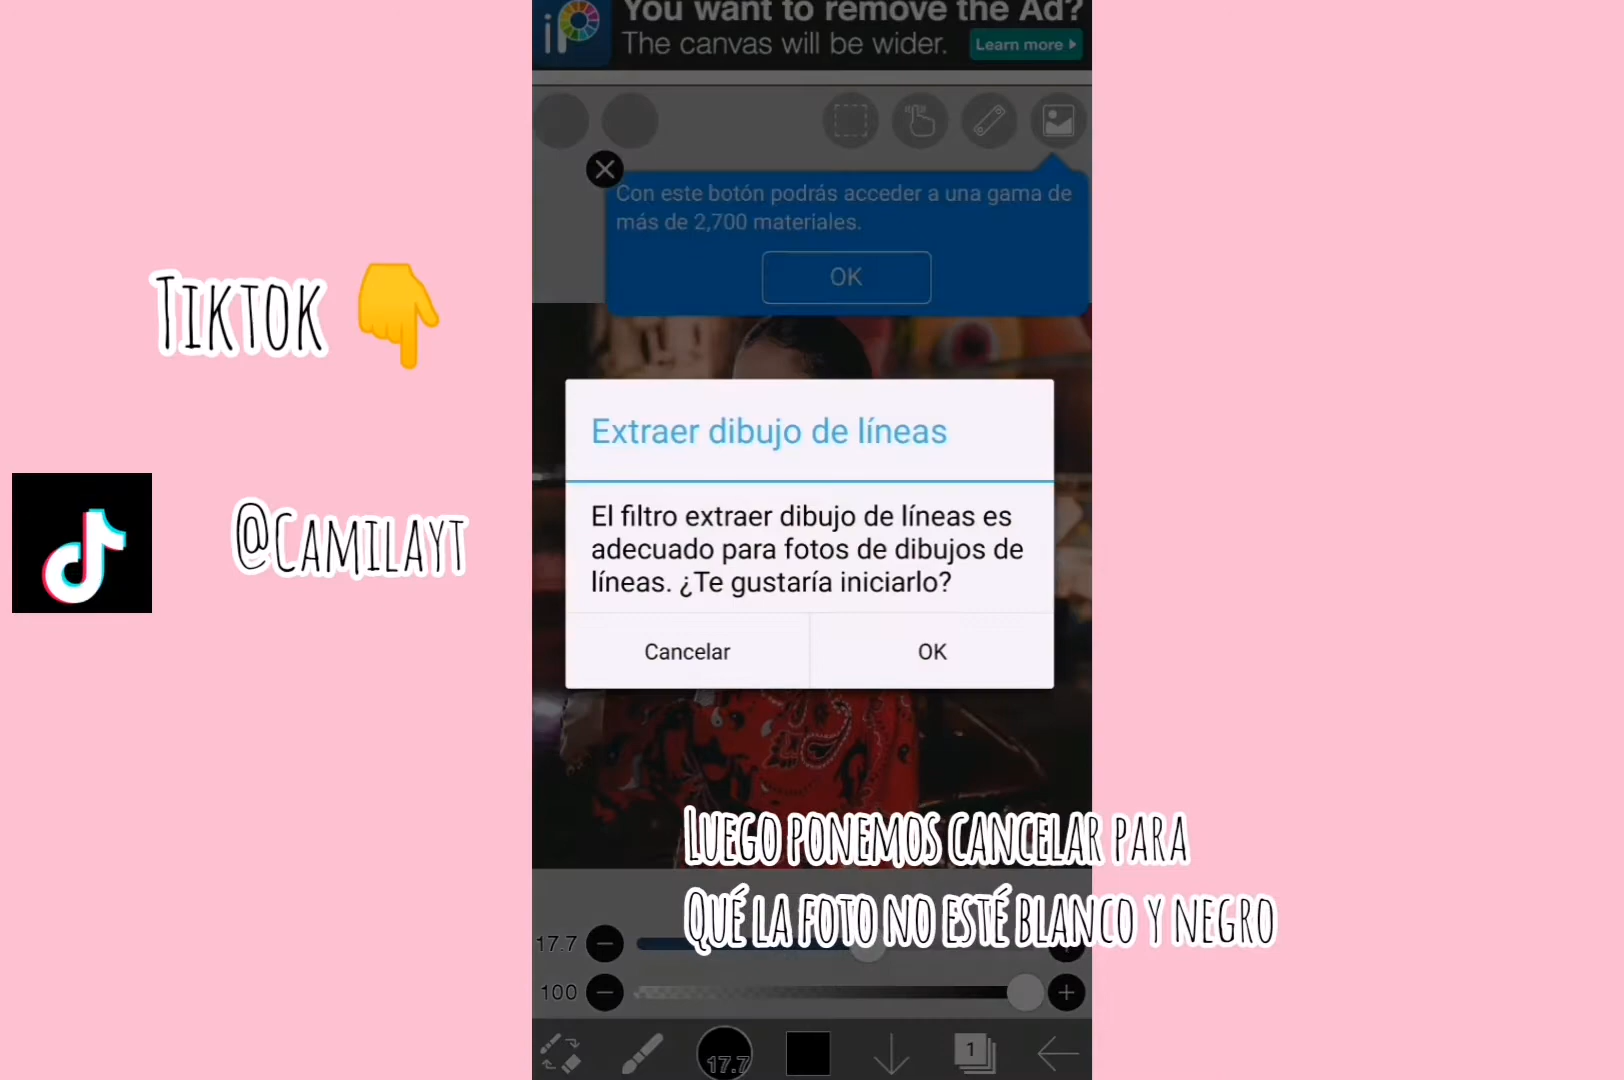 You want to remove the Ad?
The canvas will be wider.
Learn more
iP
Con este botón podrás acceder a una gama de
más de 2,700 materiales.
OK
Tiktok
@Camilayt
Extraer dibujo de líneas
El filtro extraer dibujo de líneas es
adecuado para fotos de dibujos de
líneas. ¿Te gustaría iniciarlo?
Cancelar
OK
Luego ponemos cancelar para
Qué la foto no esté blanco y negro
17.7
100
17.7
1